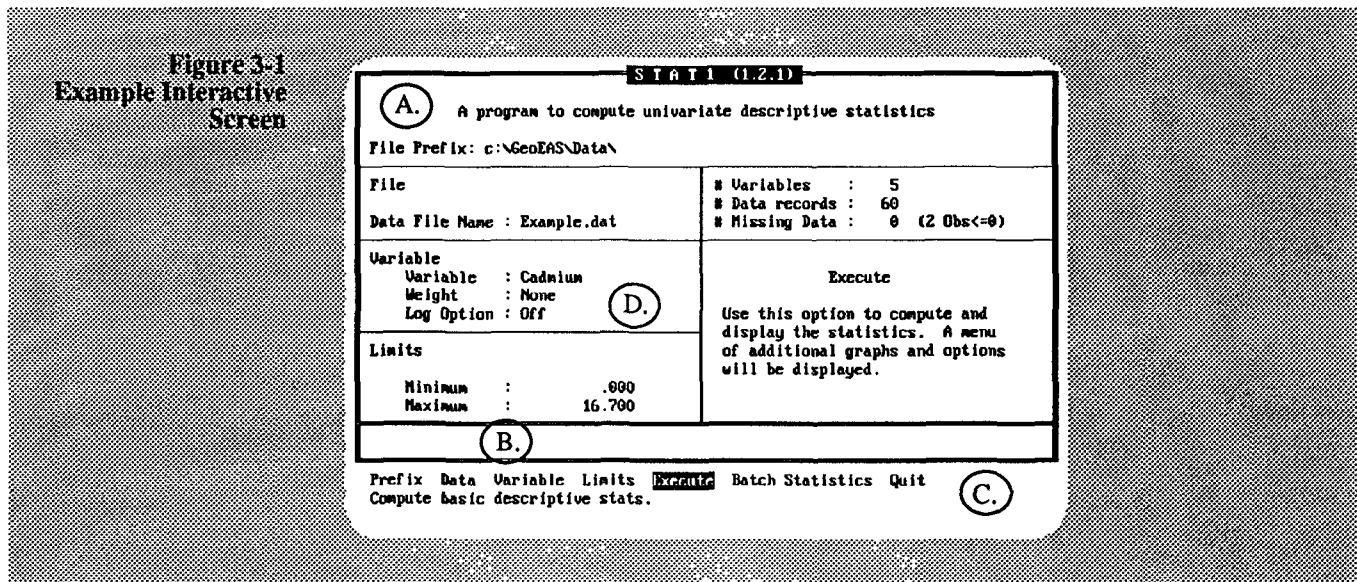 Figure 3-1
Example Interactive
Screen
S T A T 1 (1.2.1)
A.
A program to compute univariate descriptive statistics
File Prefix: c:\GeoEAS\Data\
File
Data File Name : Example.dat
# Variables : 5
# Data records : 60
# Missing Data : 0 (2 Obs<=0)
Variable
Variable : Cadmium
Weight : None
Log Option : Off
D.
Limits
Minimum : .000
Maximum : 16.700
Execute
Use this option to compute and
display the statistics. A menu
of additional graphs and options
will be displayed.
B.
Prefix Data Variable Limits Execute Batch Statistics Quit
Compute basic descriptive stats.
C.